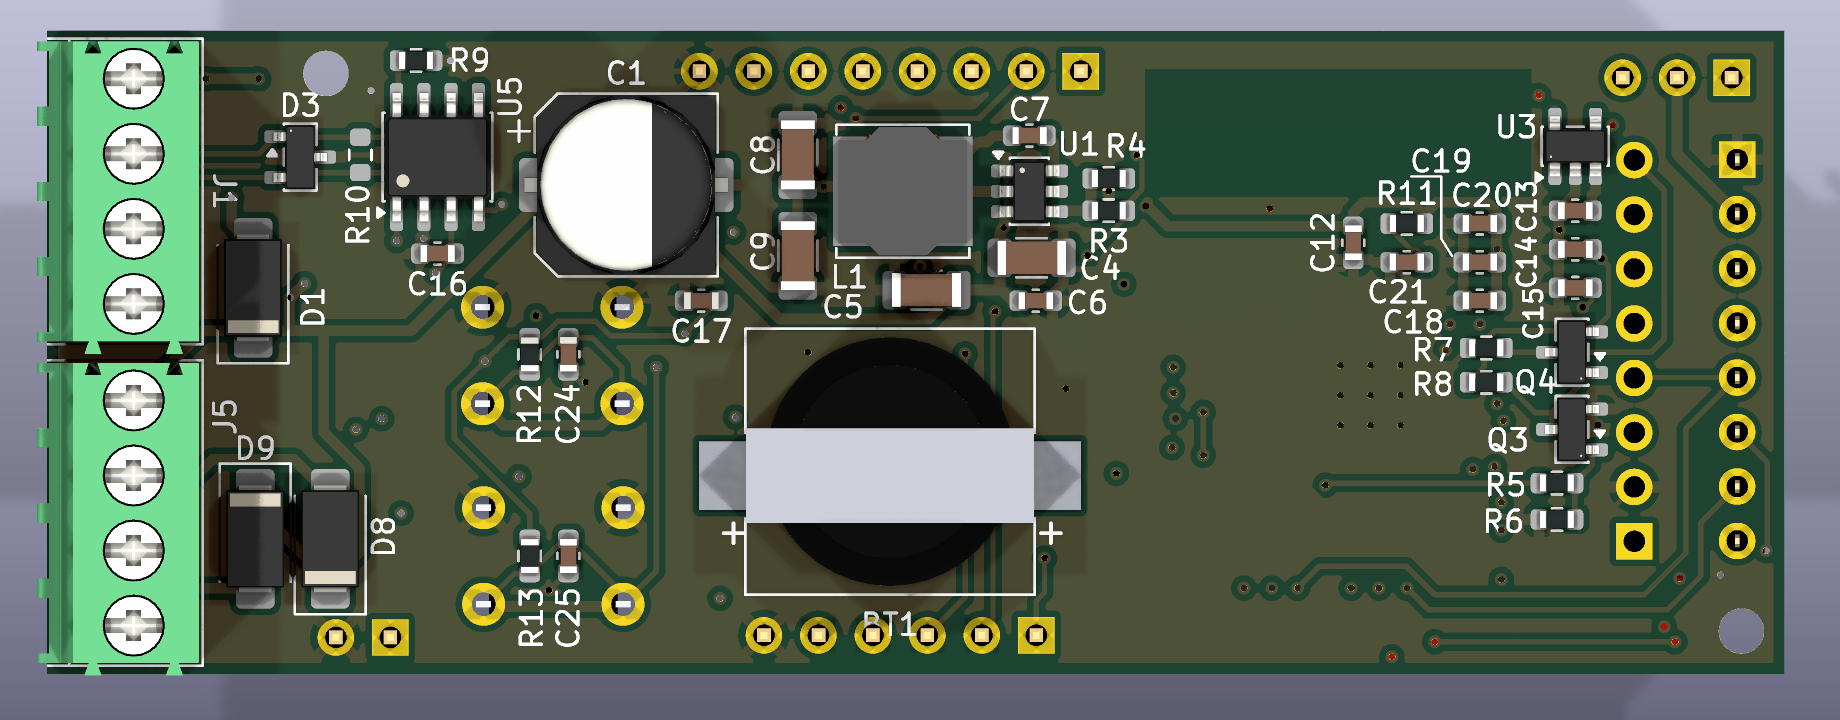 R9
C1
U5
+
D3
C7
U1
R4
C8
U3
C19
R11
C20
C13
J1
R10
C12
R3
C9
C14
C4
L1
C16
C5
C6
C21
D1
C15
C17
C18
R7
R8
Q4
J5
R12
C24
D9
Q3
R5
R6
D8
+
+
R13
C25
BT1